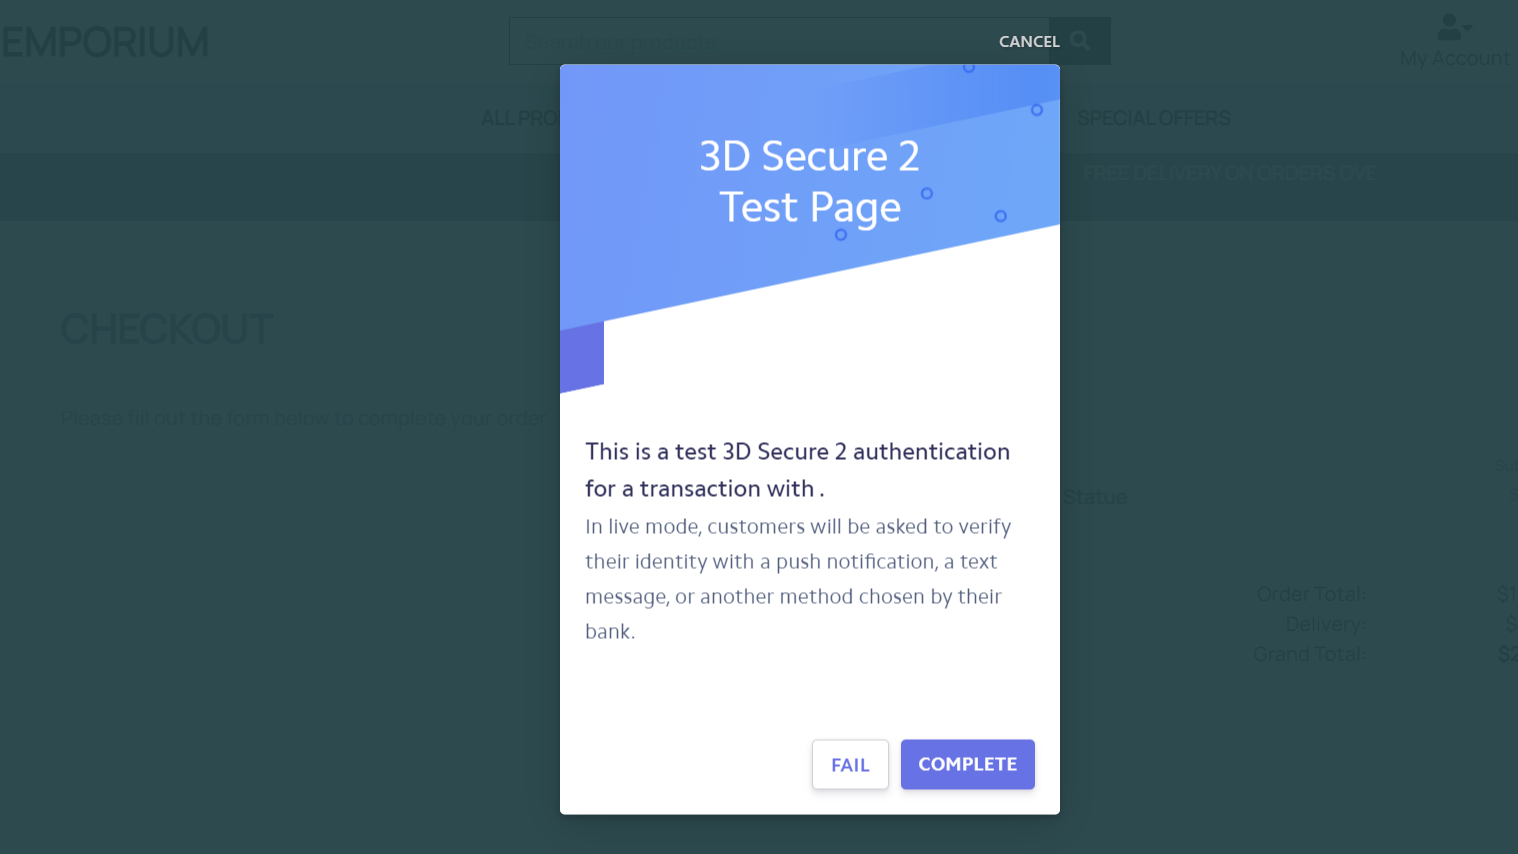 EMPORIUM
CANCEL
My Account
ALL PRO
SPECIAL OFFERS
FREE DELIVERY ON ORDERS OVE
3D Secure 2
Test Page
CHECKOUT
Please fill out the form below to complete your order
This is a test 3D Secure 2 authentication
for a transaction with .
Statue
In live mode, customers will be asked to verify
their identity with a push notification, a text
message, or another method chosen by their
bank.
Order Total: $1
Delivery: $
Grand Total: $2
FAIL
COMPLETE